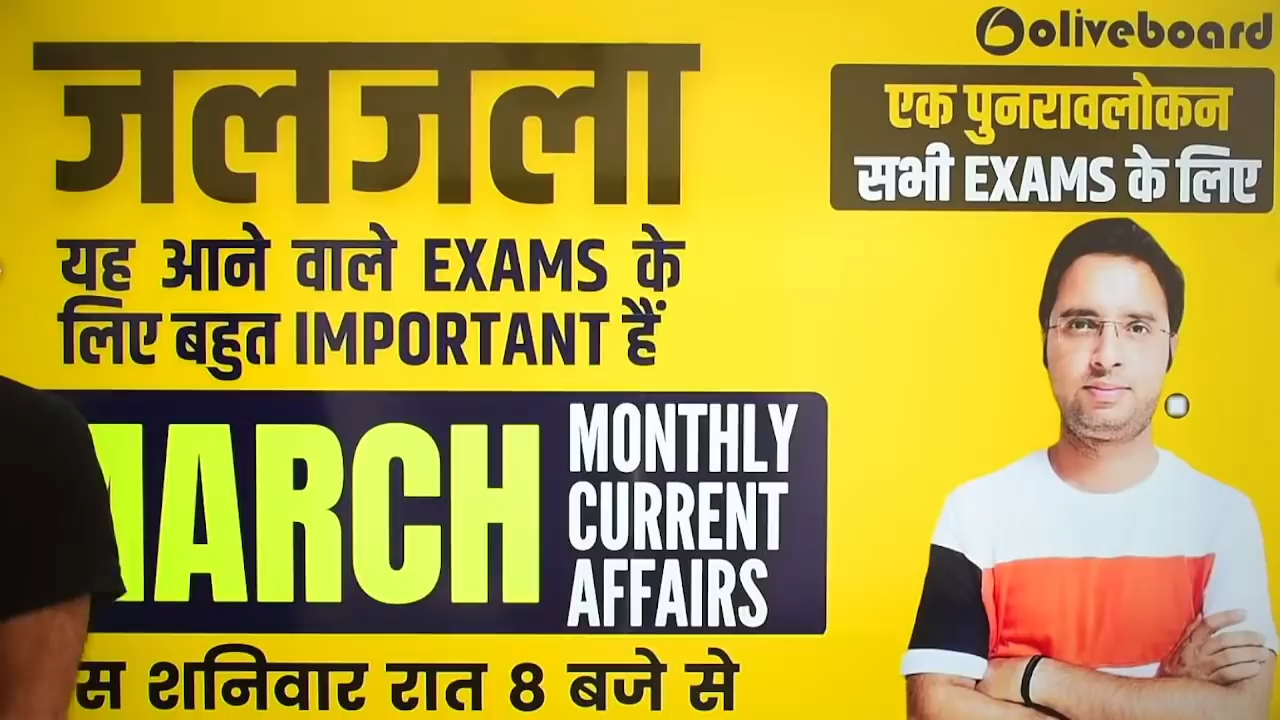 जलजला
यह आने वाले EXAMS के
लिए बहुत IMPORTANT हैं
MARCH
MONTHLY
CURRENT
AFFAIRS
शनिवार रात 8 बजे से
oliveboard
एक पुनरावलोकन
सभी EXAMS के लिए